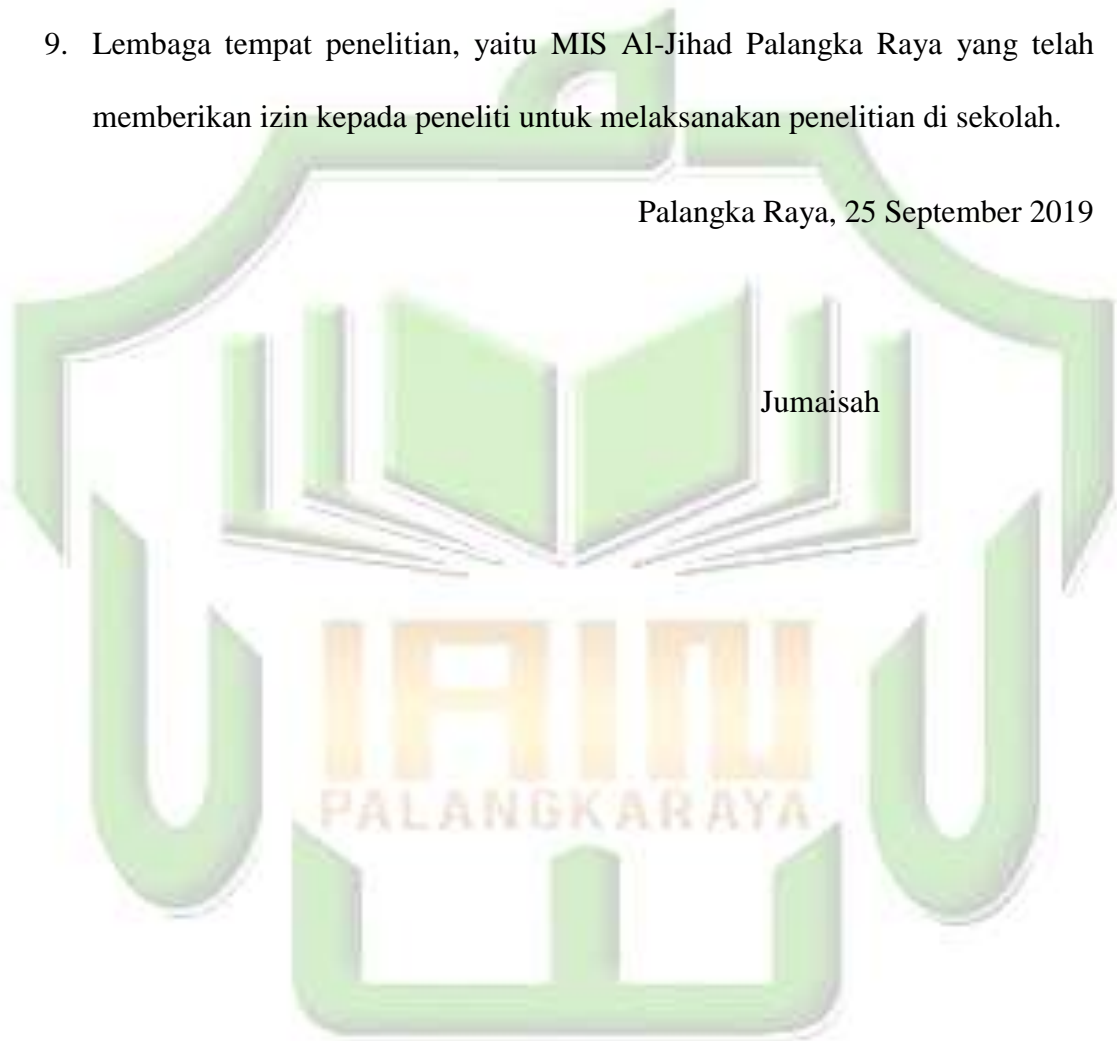 9. Lembaga tempat penelitian, yaitu MIS Al-Jihad Palangka Raya yang telah
memberikan izin kepada peneliti untuk melaksanakan penelitian di sekolah.
Palangka Raya, 25 September 2019
Jumaisah
IAIN
PALANGKARAYA